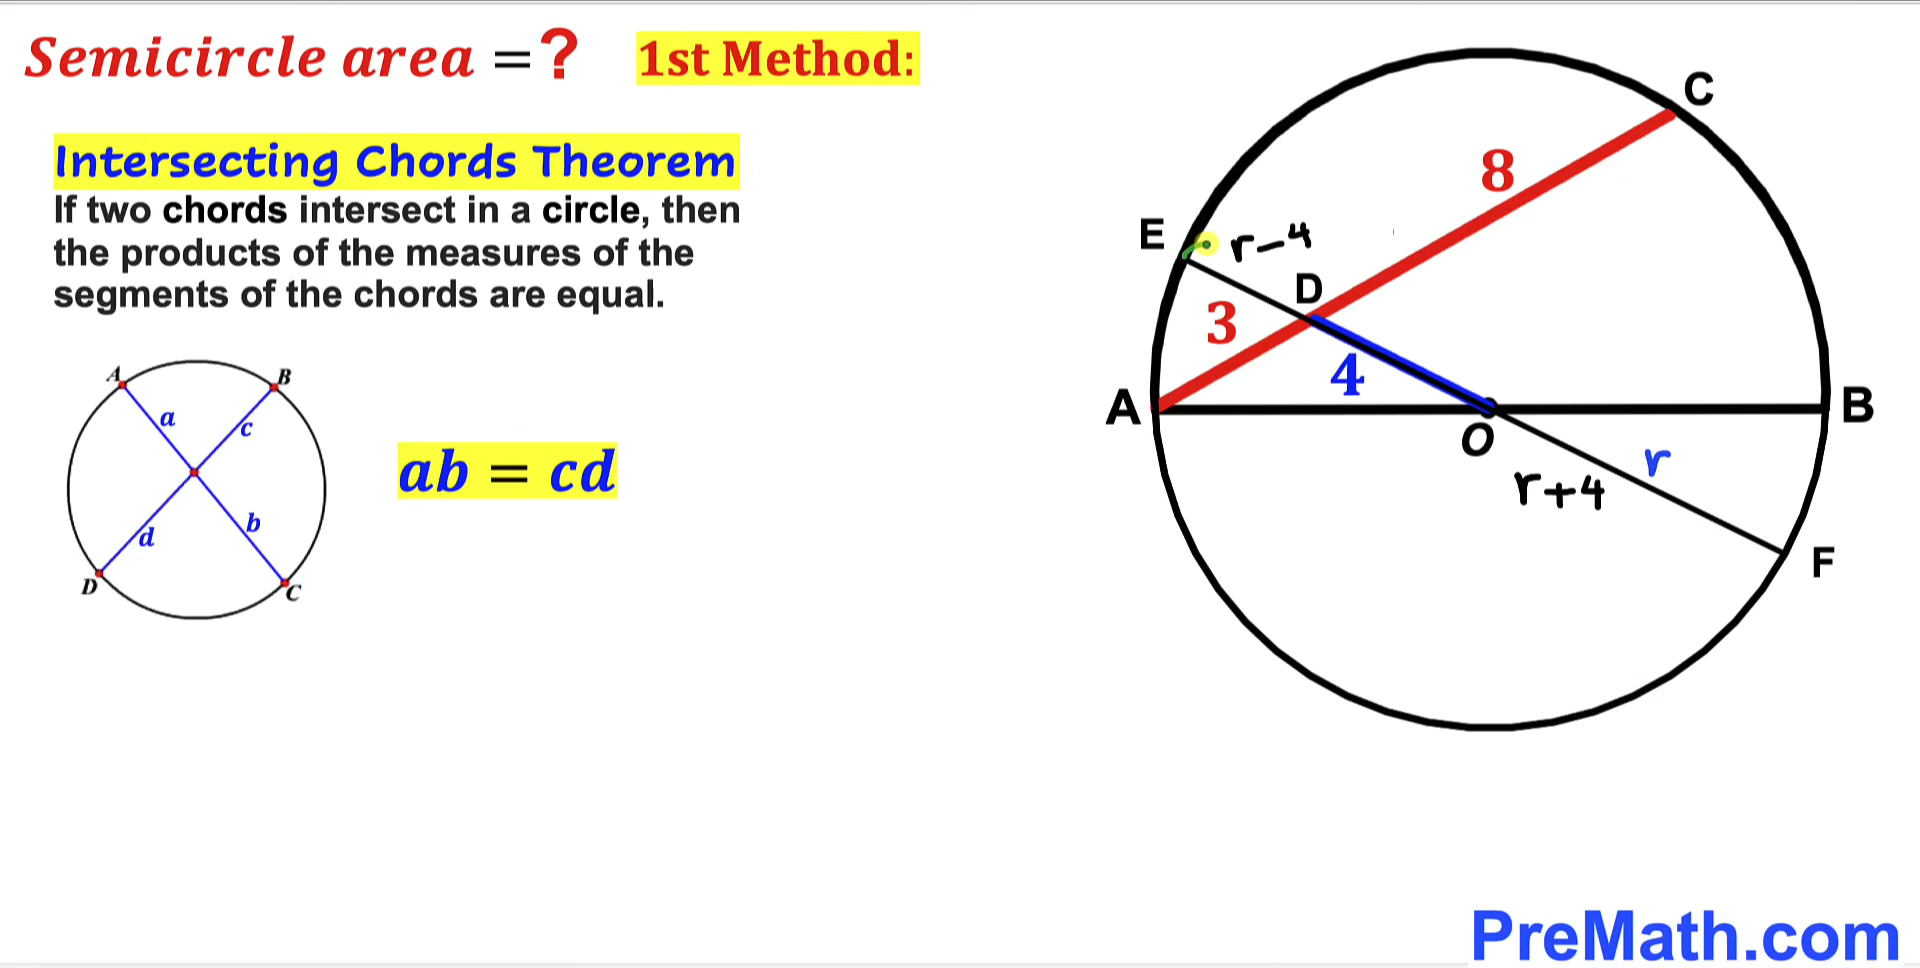 Semicircle area = ?
1st Method:
Intersecting Chords Theorem
If two chords intersect in a circle, then
the products of the measures of the
segments of the chords are equal.
A
B
a
c
d
b
D
C
ab = cd
C
8
E
r-4
D
3
4
A
B
O
r
r+4
F
PreMath.com